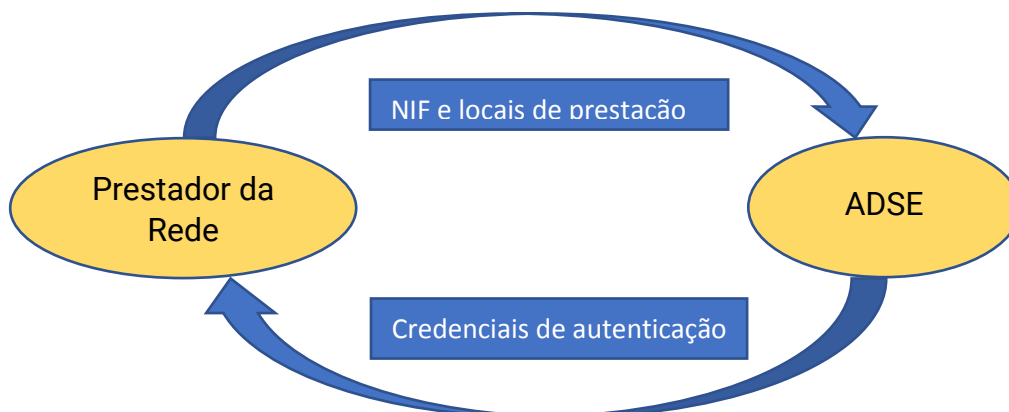 NIF e locais de prestação
Prestador da
Rede
ADSE
Credenciais de autenticação